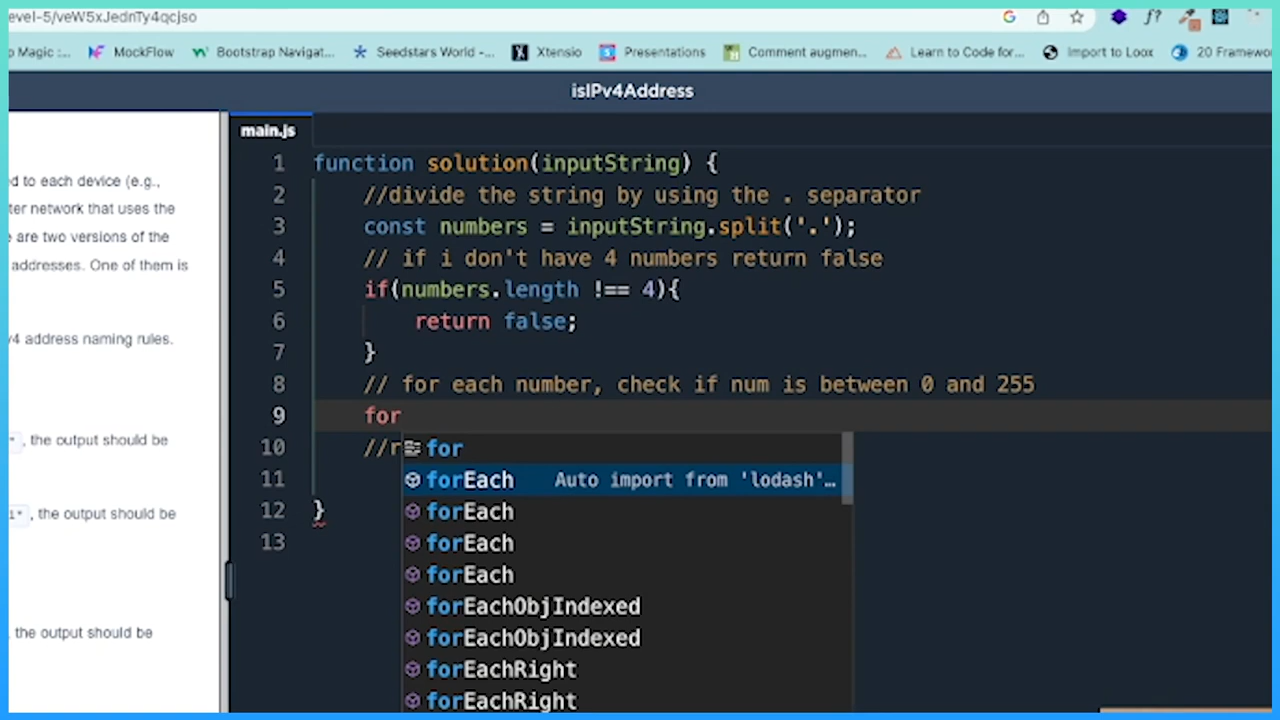 evel-5/veW5xJednTy4qcjso
p Magic :... MockFlow Bootstrap Navigat... Seedstars World -... Xtensio Presentations Comment augmen... Learn to Code for... Import to Loox 20 Framewor
isIPv4Address
main.js
ed to each device (e.g.,
ter network that uses the
e are two versions of the
addresses. One of them is
v4 address naming rules.
, the output should be
, the output should be
the output should be
1 function solution(inputString) {
2 //divide the string by using the . separator
3 const numbers = inputString.split('.');
4 // if i don't have 4 numbers return false
5 if(numbers.length !== 4){
6 return false;
7 }
8 // for each number, check if num is between 0 and 255
9 for
10 //r
11
12 }
13
for
forEach Auto import from 'lodash'...
forEach
forEach
forEach
forEachObjIndexed
forEachObjIndexed
forEachRight
forEachRight